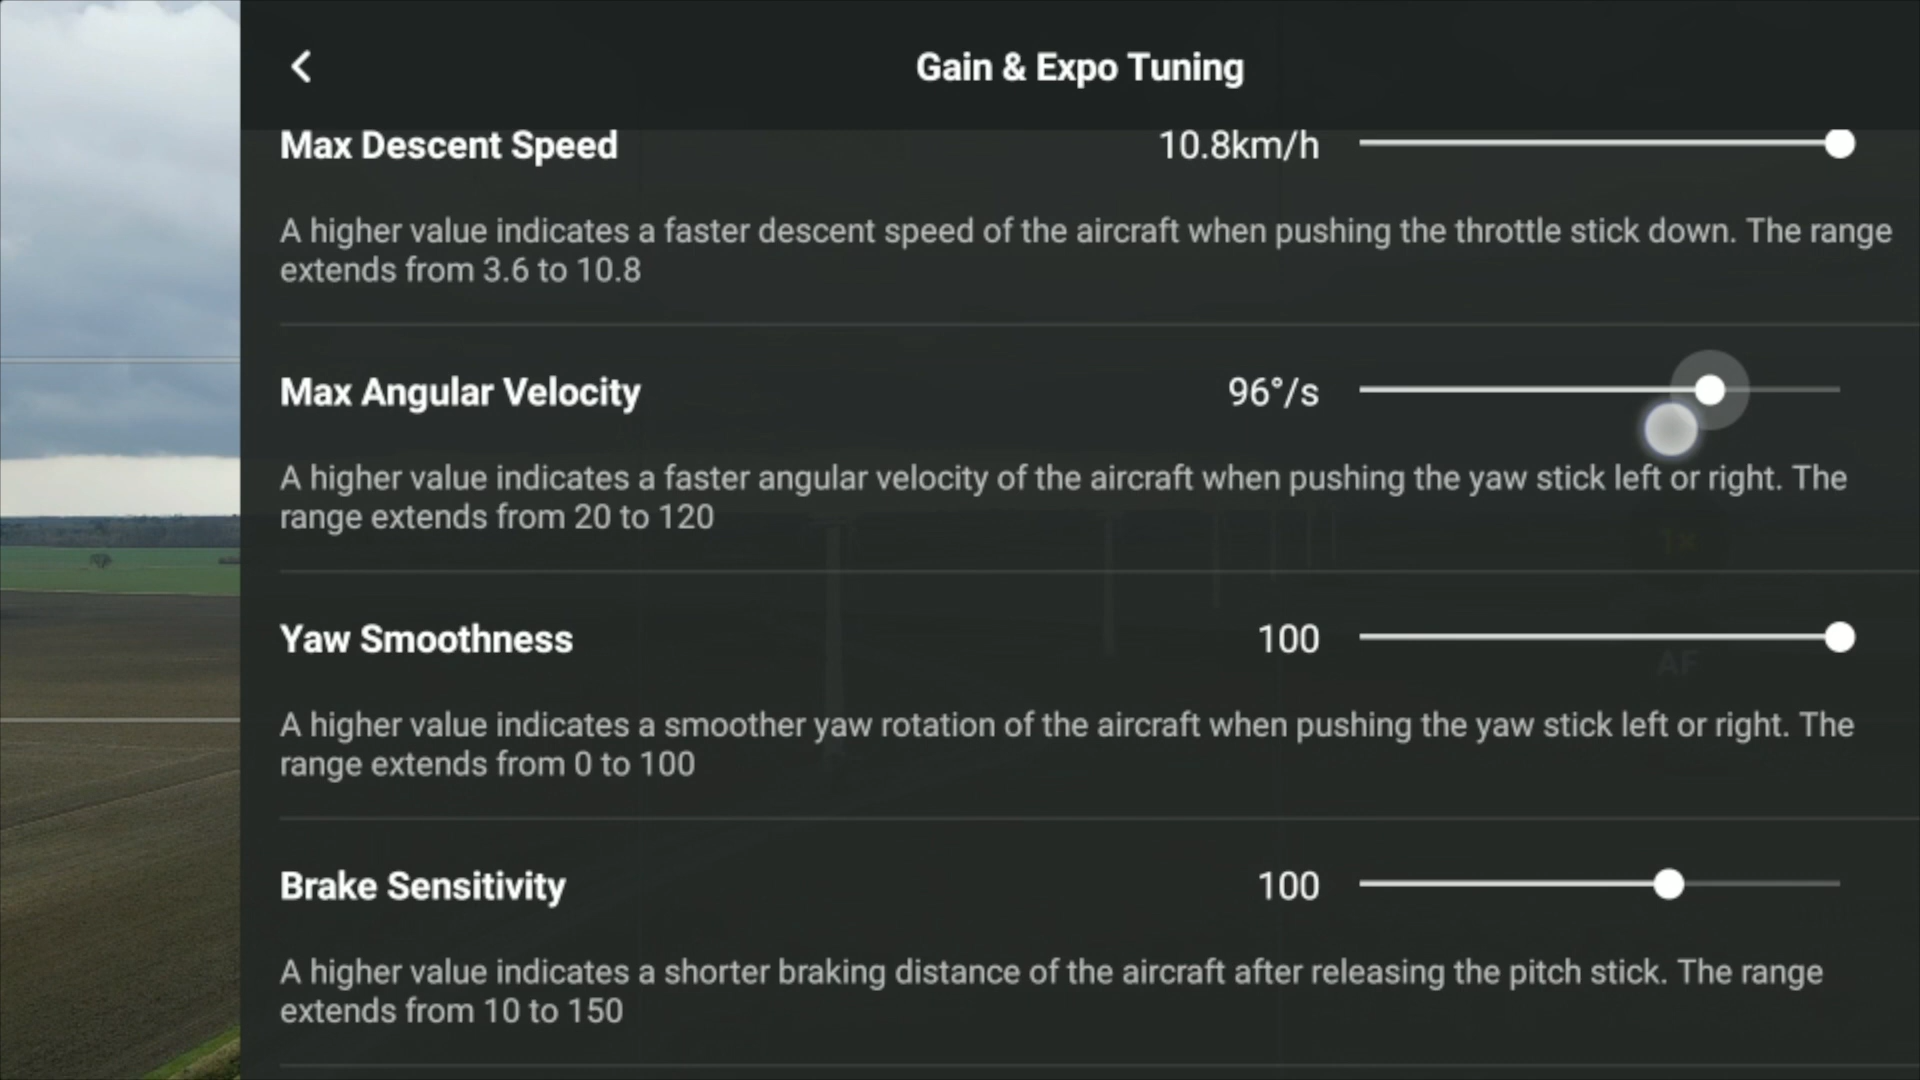 Gain & Expo Tuning
Max Descent Speed 10.8km/h
A higher value indicates a faster descent speed of the aircraft when pushing the throttle stick down. The range
extends from 3.6 to 10.8
Max Angular Velocity 96°/s
A higher value indicates a faster angular velocity of the aircraft when pushing the yaw stick left or right. The
range extends from 20 to 120
1×
Yaw Smoothness 100
AF
A higher value indicates a smoother yaw rotation of the aircraft when pushing the yaw stick left or right. The
range extends from 0 to 100
Brake Sensitivity 100
A higher value indicates a shorter braking distance of the aircraft after releasing the pitch stick. The range
extends from 10 to 150